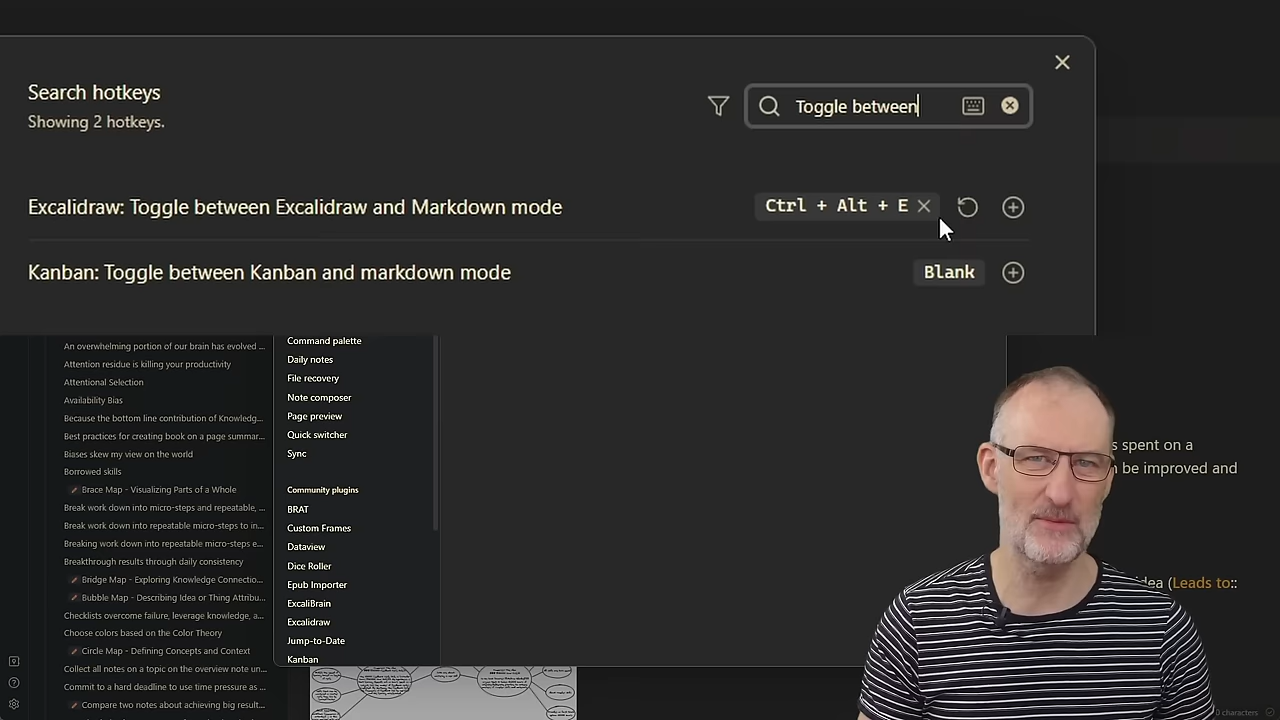 Search hotkeys
Showing 2 hotkeys.
Toggle between
Excalidraw: Toggle between Excalidraw and Markdown mode
Ctrl + Alt + E
Kanban: Toggle between Kanban and markdown mode
Blank
An overwhelming portion of our brain has evolved ...
Attention residue is killing your productivity
Attentional Selection
Availability Bias
Because the bottom line contribution of Knowledg...
Best practices for creating book on a page summar...
Biases skew my view on the world
Borrowed skills
Brace Map - Visualizing Parts of a Whole
Break work down into micro-steps and repeatable, ...
Break work down into repeatable micro-steps to in...
Breaking work down into repeatable micro-steps e...
Breakthrough results through daily consistency
Bridge Map - Exploring Knowledge Connectio...
Bubble Map - Describing Idea or Thing Attribu...
Checklists overcome failure, leverage knowledge, a...
Choose colors based on the Color Theory
Circle Map - Defining Concepts and Context
Collect all notes on a topic on the overview note un...
Commit to a hard deadline to use time pressure as ...
Compare two notes about achieving big result...
Command palette
Daily notes
File recovery
Note composer
Page preview
Quick switcher
Sync
Community plugins
BRAT
Custom Frames
Dataview
Dice Roller
Epub Importer
ExcaliBrain
Excalidraw
Jump-to-Date
Kanban
s spent on a
be improved and
dea (Leads to::
0 characters